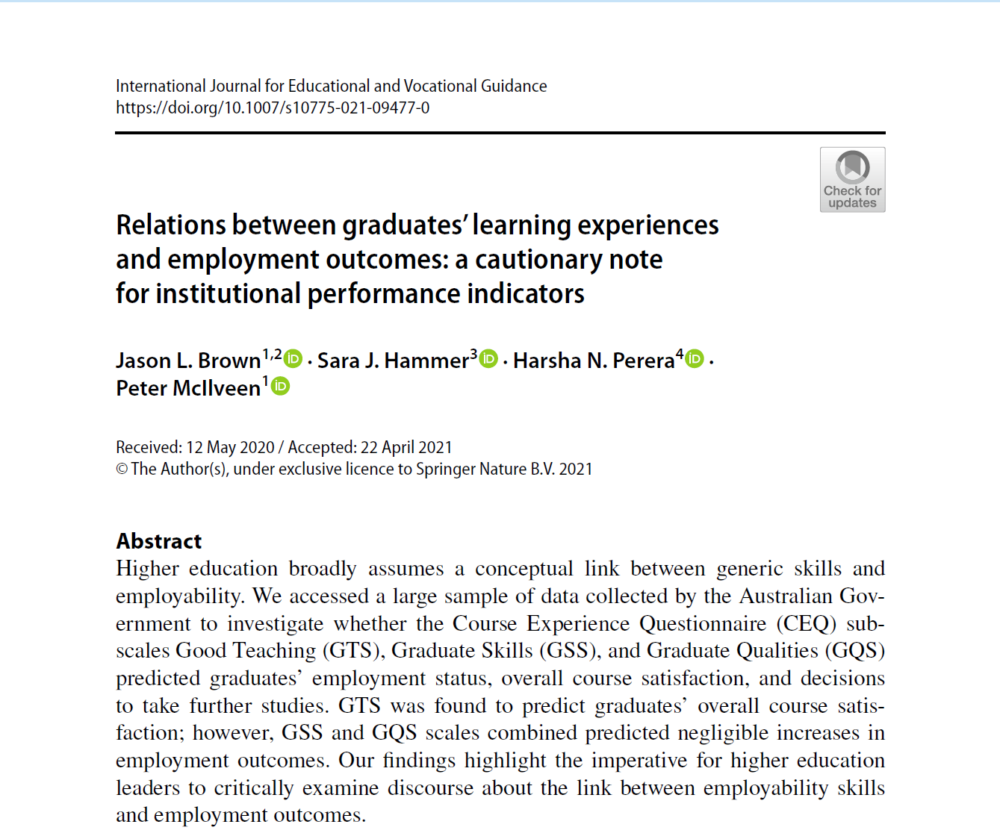 International Journal for Educational and Vocational Guidance
https://doi.org/10.1007/s10775-021-09477-0
Check for
updates
Relations between graduates’ learning experiences
and employment outcomes: a cautionary note
for institutional performance indicators
Jason L. Brown1,2 iD · Sara J. Hammer3 iD · Harsha N. Perera4 iD ·
Peter McIlveen1 iD
Received: 12 May 2020 / Accepted: 22 April 2021
© The Author(s), under exclusive licence to Springer Nature B.V. 2021
Abstract
Higher education broadly assumes a conceptual link between generic skills and
employability. We accessed a large sample of data collected by the Australian Gov-
ernment to investigate whether the Course Experience Questionnaire (CEQ) sub-
scales Good Teaching (GTS), Graduate Skills (GSS), and Graduate Qualities (GQS)
predicted graduates’ employment status, overall course satisfaction, and decisions
to take further studies. GTS was found to predict graduates’ overall course satis-
faction; however, GSS and GQS scales combined predicted negligible increases in
employment outcomes. Our findings highlight the imperative for higher education
leaders to critically examine discourse about the link between employability skills
and employment outcomes.